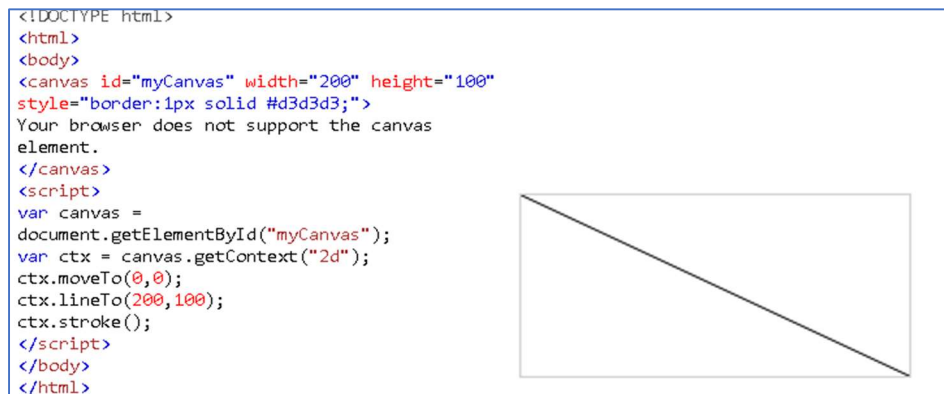 <!DOCTYPE html>
<html>
<body>
<canvas id="myCanvas" width="200" height="100"
style="border:1px solid #d3d3d3;">
Your browser does not support the canvas
element.
</canvas>
<script>
var canvas =
document.getElementById("myCanvas");
var ctx = canvas.getContext("2d");
ctx.moveTo(0,0);
ctx.lineTo(200,100);
ctx.stroke();
</script>
</body>
</html>